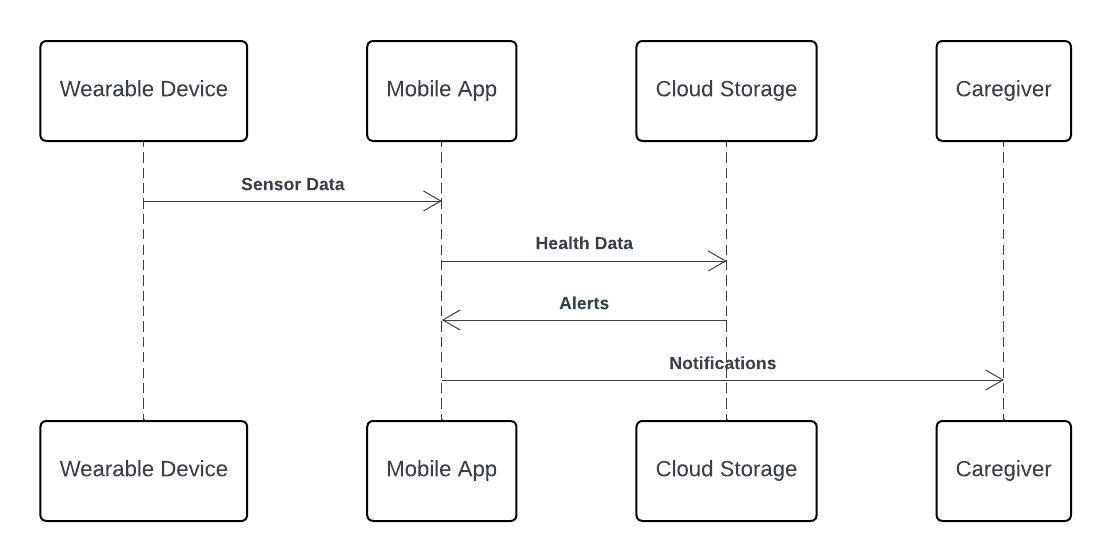 Wearable Device
Mobile App
Cloud Storage
Caregiver
Sensor Data
Health Data
Alerts
Notifications
Wearable Device
Mobile App
Cloud Storage
Caregiver